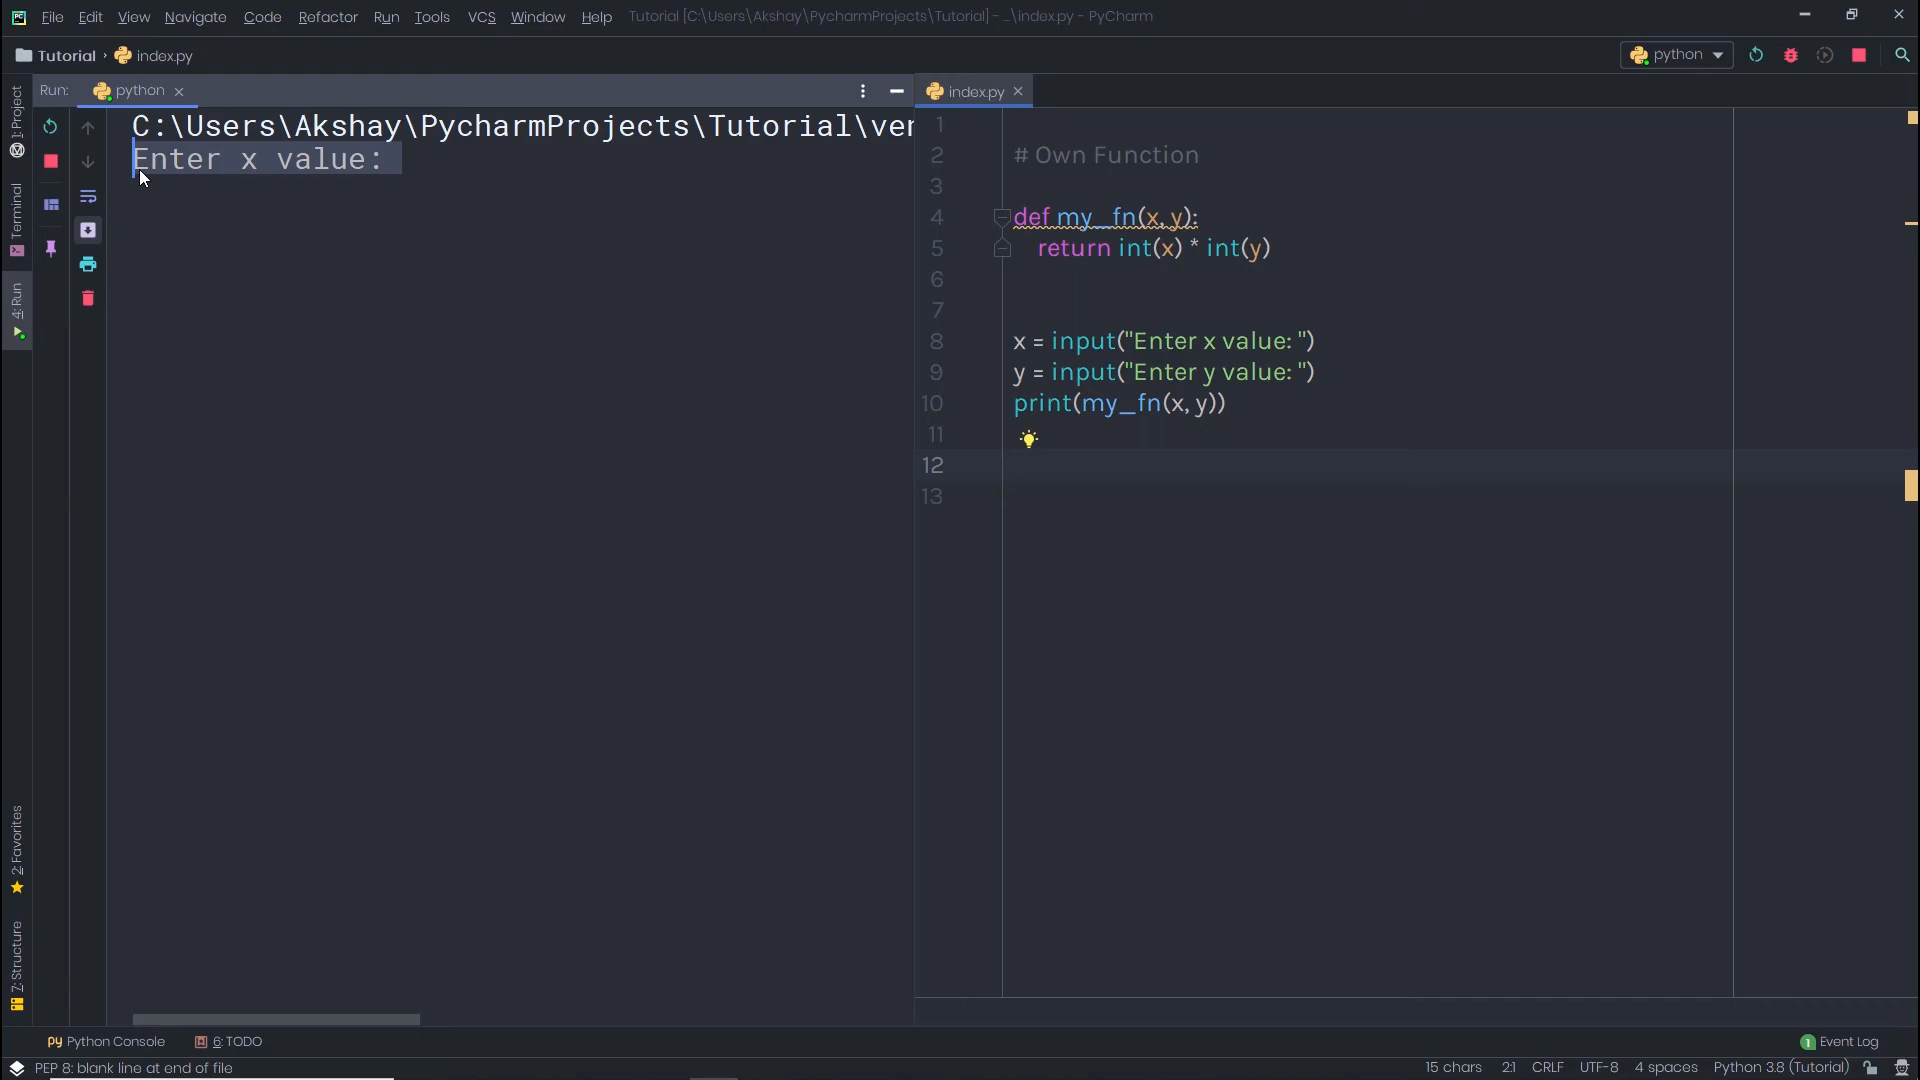 File Edit View Navigate Code Refactor Run Tools VCS Window Help Tutorial [C:\Users\Akshay\PycharmProjects\Tutorial] - ...\index.py - PyCharm
Tutorial › index.py
python
Run: python
index.py
C:\Users\Akshay\PycharmProjects\Tutorial\ver
Enter x value:
1
2 # Own Function
3
4 def my_fn(x, y):
5 return int(x) * int(y)
6
7
8 x = input("Enter x value: ")
9 y = input("Enter y value: ")
10 print(my_fn(x, y))
11
12
13
1: Project
Terminal
4: Run
2: Favorites
7: Structure
Python Console 6: TODO
1 Event Log
PEP 8: blank line at end of file
15 chars 2:1 CRLF UTF-8 4 spaces Python 3.8 (Tutorial)